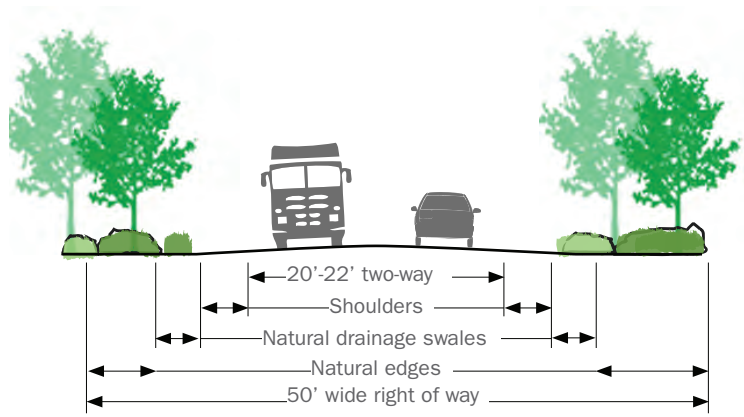 20'-22' two-way
Shoulders
Natural drainage swales
Natural edges
50' wide right of way